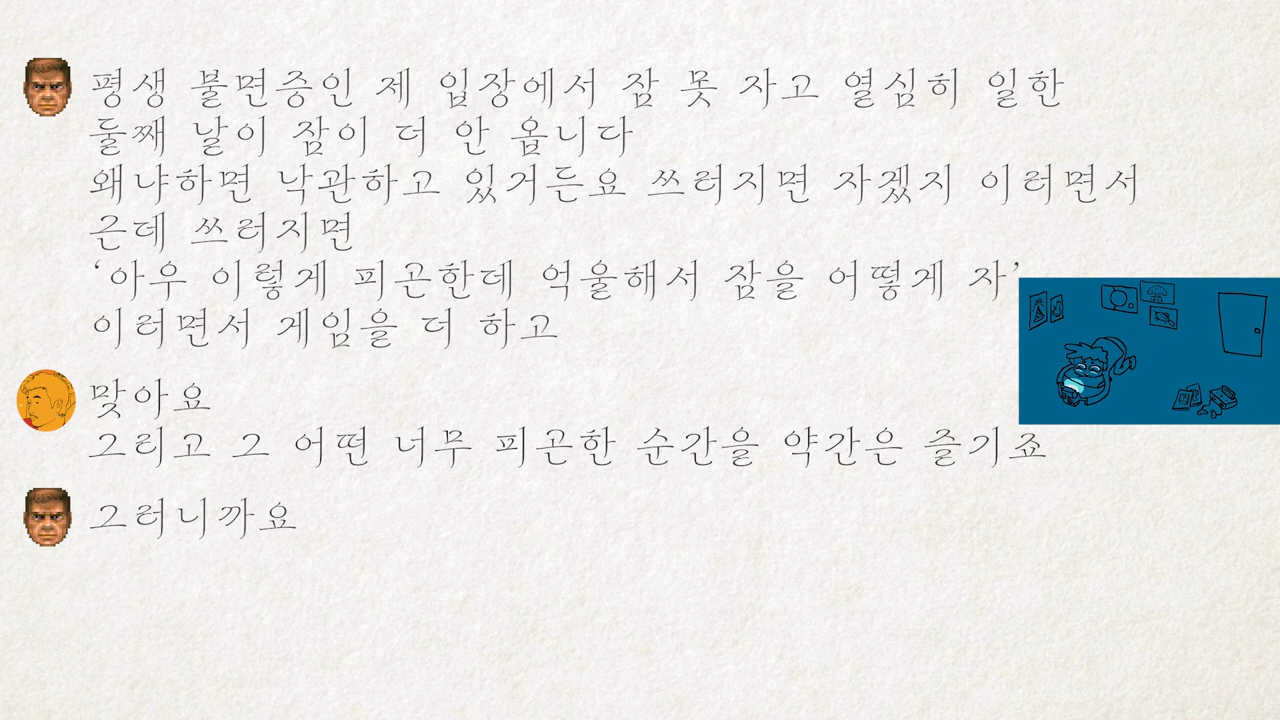 평생 불면증인 제 입장에서 잠 못 자고 열심히 일한
둘째 날이 잠이 더 안 옵니다
왜냐하면 낙관하고 있거든요 쓰러지면 자겠지 이러면서
근데 쓰러지면
‘아우 이렇게 피곤한데 억울해서 잠을 어떻게 자’
이러면서 게임을 더 하고
맞아요
그리고 그 어떤 너무 피곤한 순간을 약간은 즐기죠
그러니까요